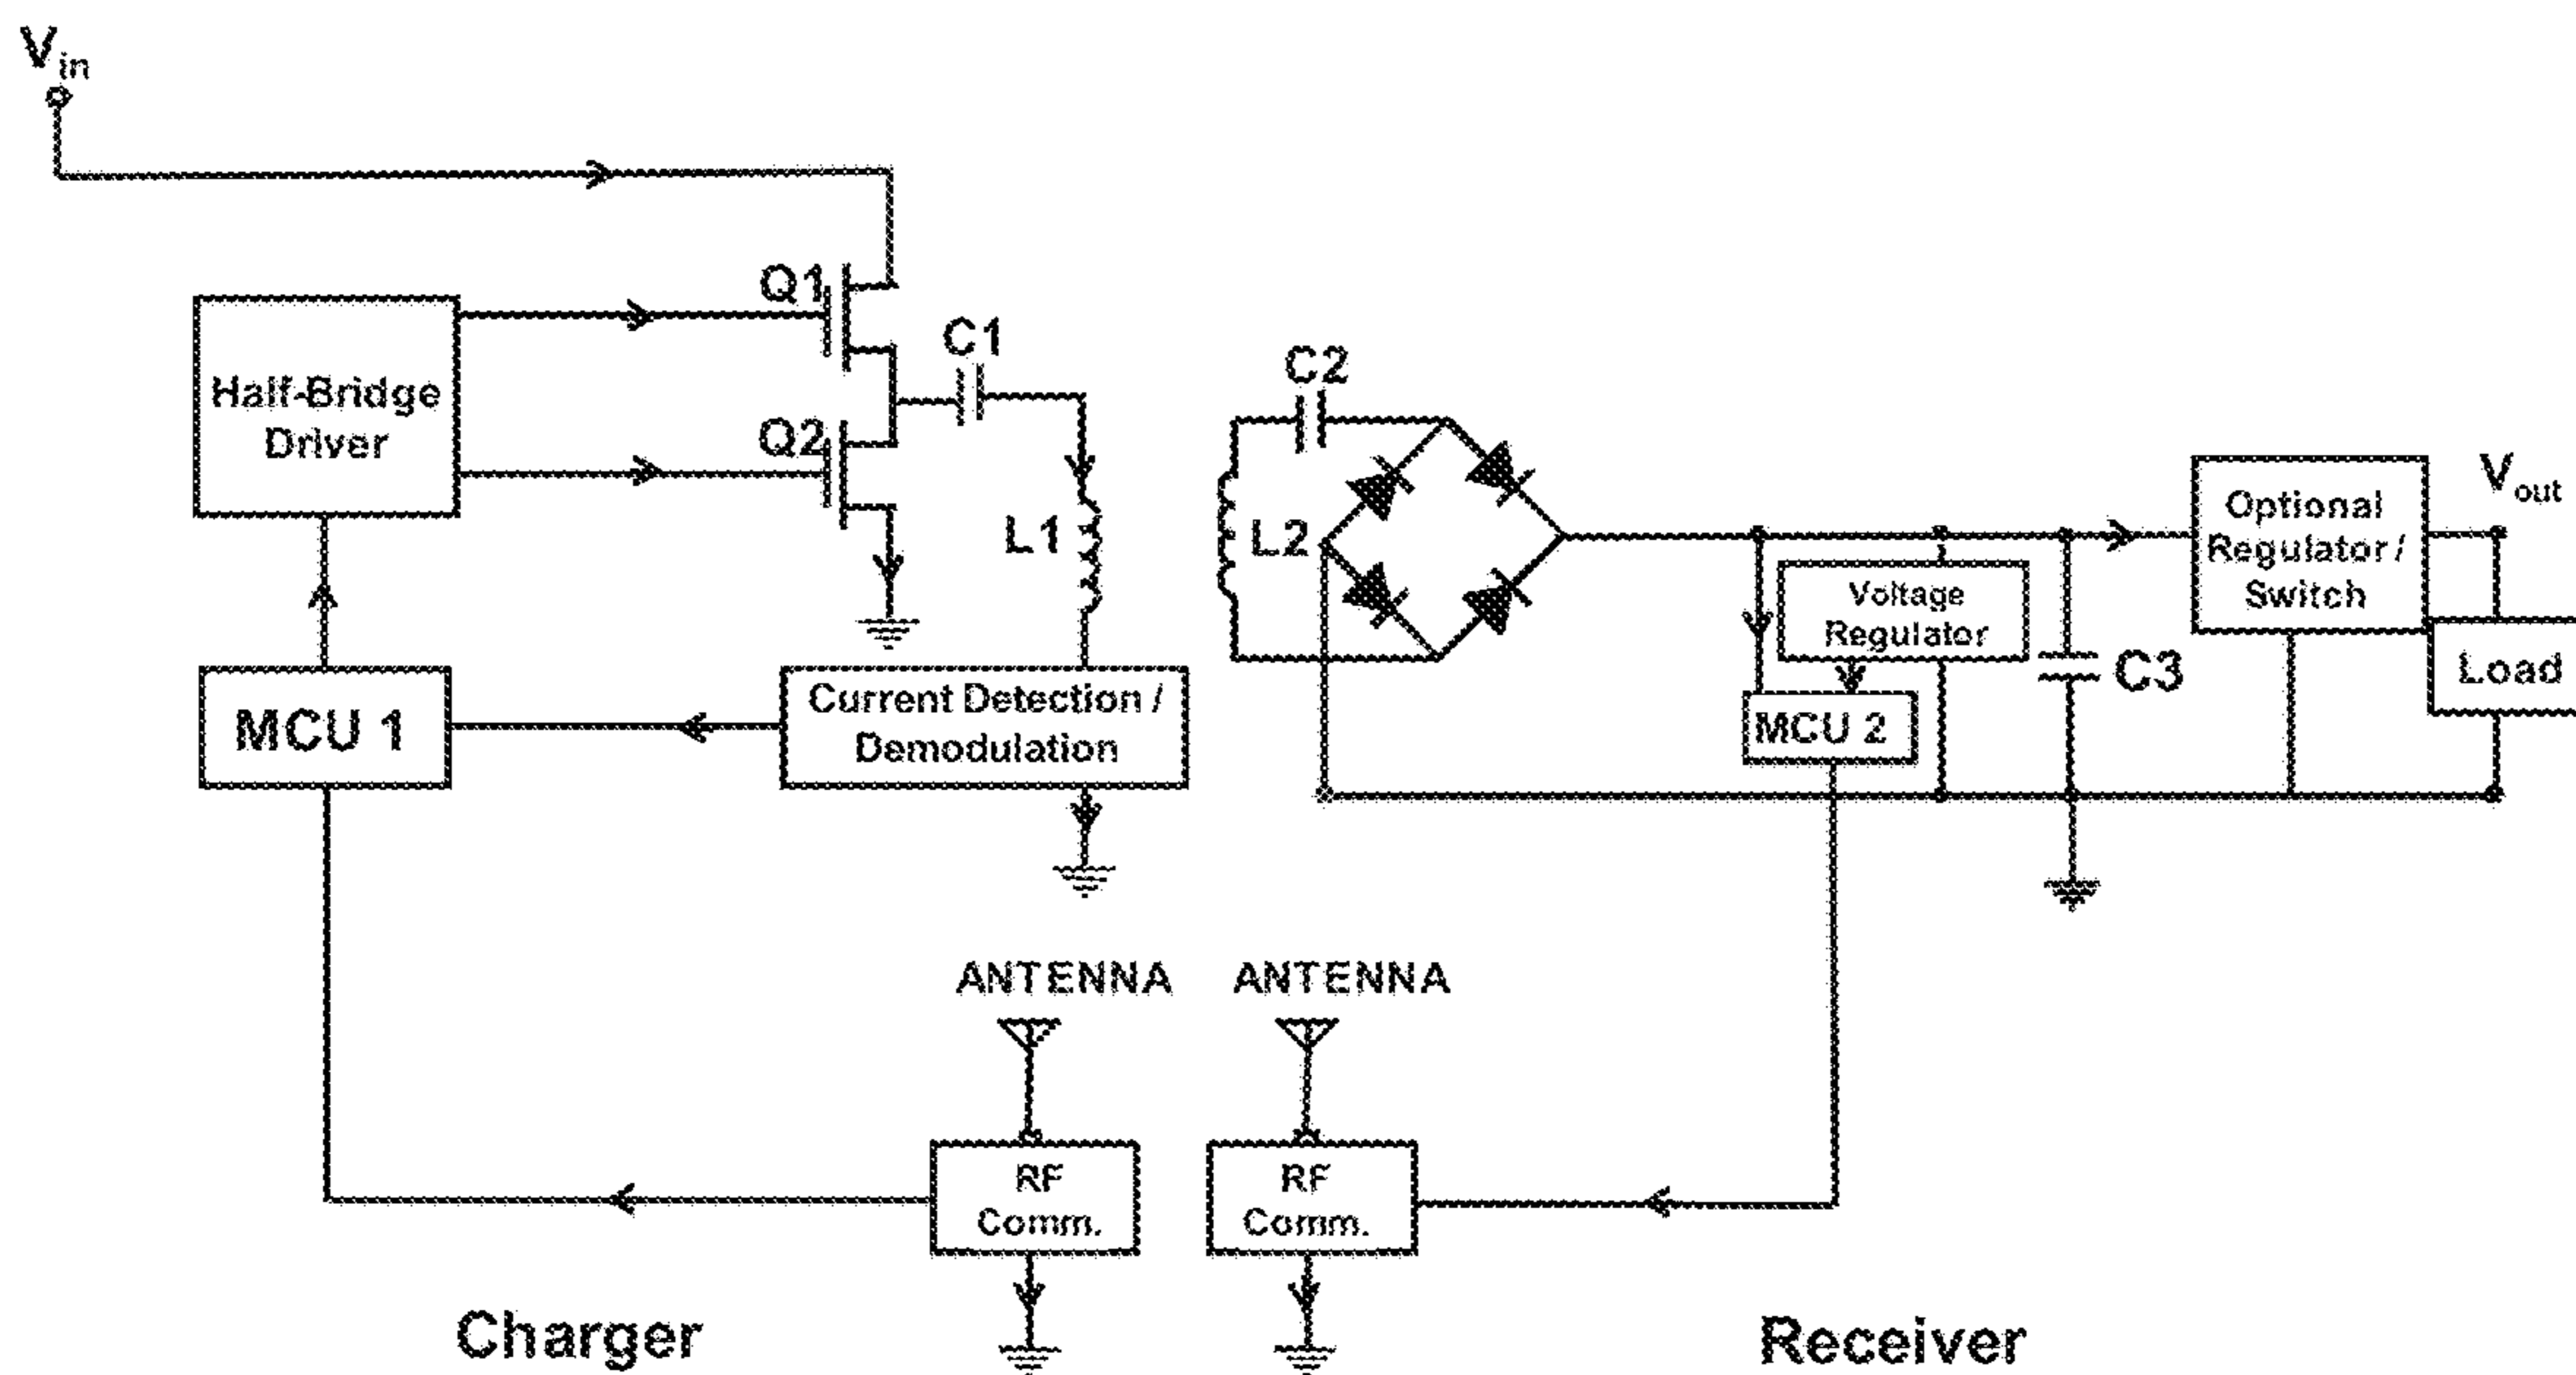 Vin
Q1
C1
Half-Bridge
Driver
Q2
L1
MCU 1
Current Detection /
Demodulation
C2
L2
Voltage
Regulator
MCU 2
C3
Optional
Regulator /
Switch
Vout
Load
ANTENNA
ANTENNA
RF
Comm.
RF
Comm.
Charger
Receiver